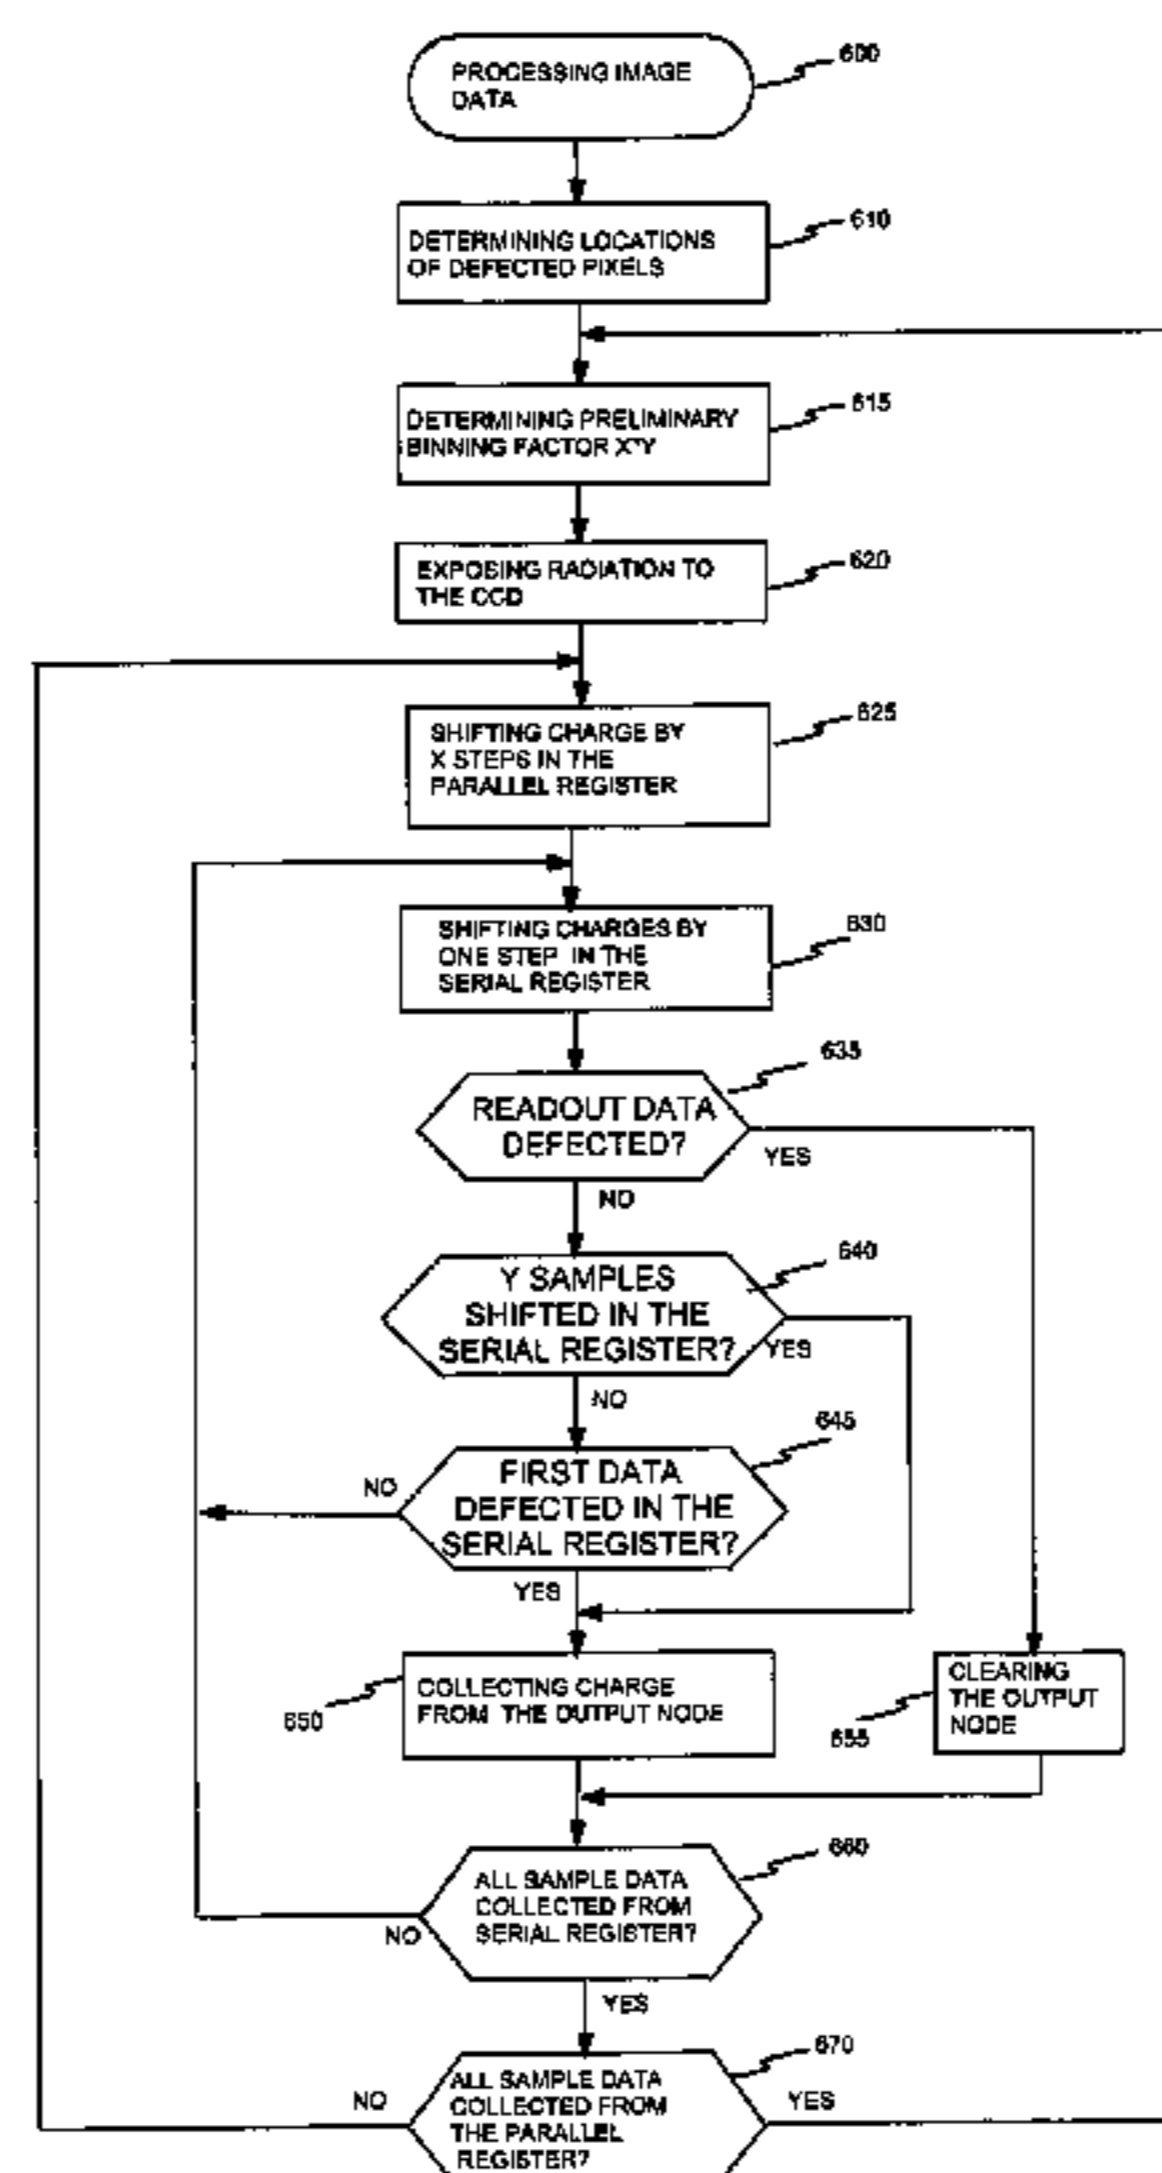 PROCESSING IMAGE
DATA
600
DETERMINING LOCATIONS
OF DEFECTED PIXELS
610
DETERMINING PRELIMINARY
BINNING FACTOR X*Y
615
EXPOSING RADIATION TO
THE CCD
620
SHIFTING CHARGE BY
X STEPS IN THE
PARALLEL REGISTER
625
SHIFTING CHARGES BY
ONE STEP IN THE
SERIAL REGISTER
630
READOUT DATA
DEFECTED?
635
YES
NO
Y SAMPLES
SHIFTED IN THE
SERIAL REGISTER?
640
YES
NO
FIRST DATA
DEFECTED IN THE
SERIAL REGISTER?
645
NO
YES
COLLECTING CHARGE
FROM THE OUTPUT NODE
650
CLEARING
THE OUTPUT
NODE
655
ALL SAMPLE DATA
COLLECTED FROM
SERIAL REGISTER?
660
NO
YES
ALL SAMPLE DATA
COLLECTED FROM
THE PARALLEL
REGISTER?
670
NO
YES